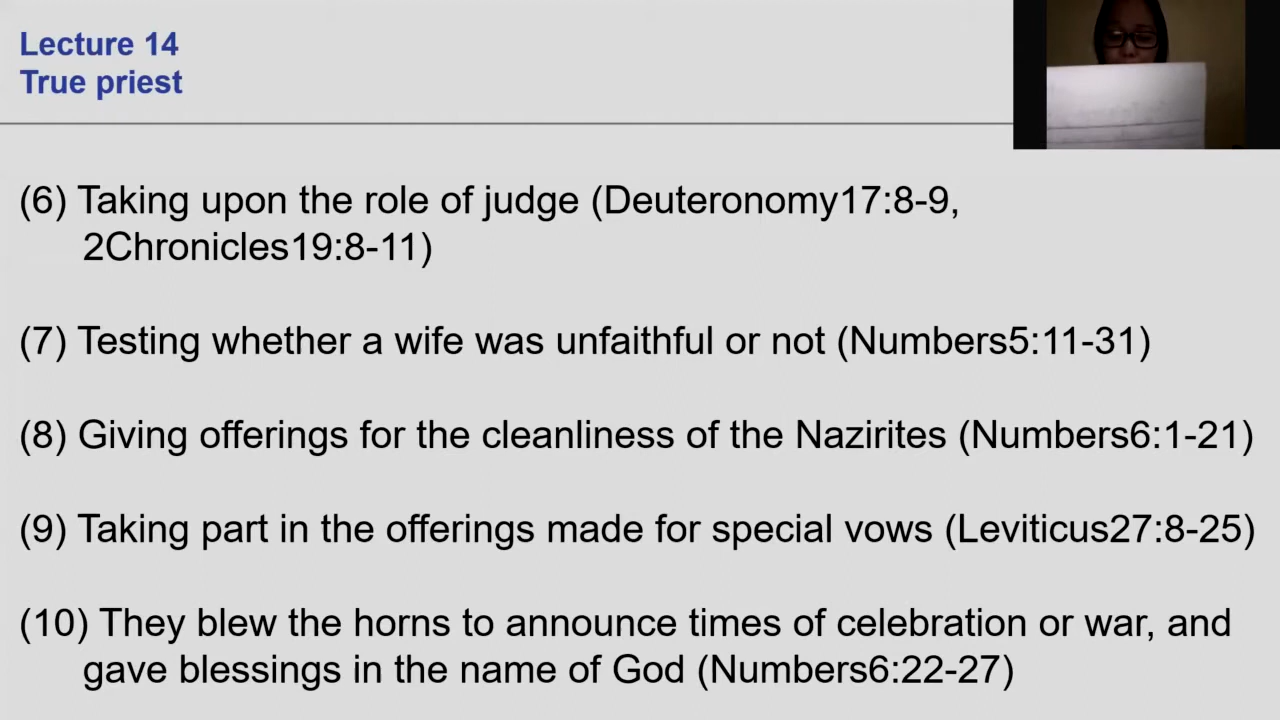 Lecture 14
True priest
(6) Taking upon the role of judge (Deuteronomy17:8-9,
2Chronicles19:8-11)
(7) Testing whether a wife was unfaithful or not (Numbers5:11-31)
(8) Giving offerings for the cleanliness of the Nazirites (Numbers6:1-21)
(9) Taking part in the offerings made for special vows (Leviticus27:8-25)
(10) They blew the horns to announce times of celebration or war, and
gave blessings in the name of God (Numbers6:22-27)